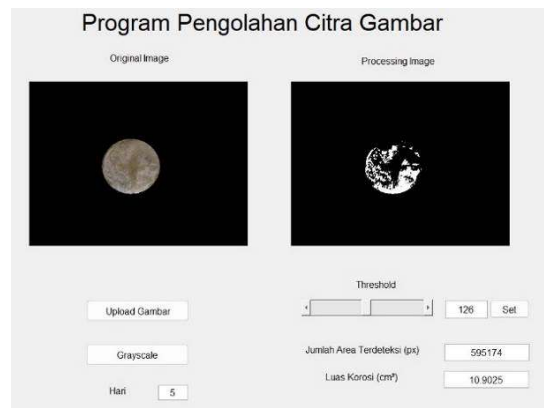 Program Pengolahan Citra Gambar
Original Image
Processing Image
Threshold
Upload Gambar
126
Set
Grayscale
Jumlah Area Terdeteksi (px)
595174
Luas Korosi (cm²)
10.9025
Hari
5